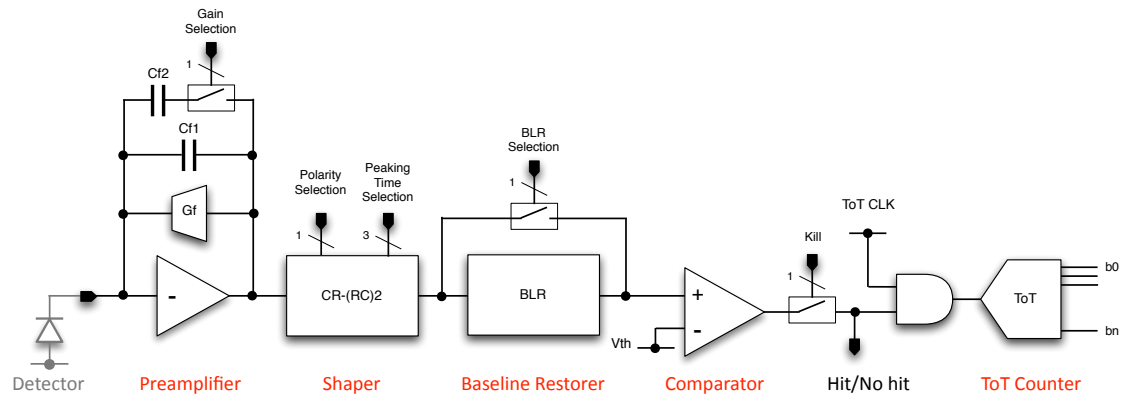 Gain
Selection
1
Cf2
Cf1
Gf
-
Polarity
Selection
1
Peaking
Time
Selection
3
CR-(RC)2
BLR
Selection
1
BLR
+
-
Vth
Kill
1
ToT CLK
ToT
b0
bn
Detector
Preamplifier
Shaper
Baseline Restorer
Comparator
Hit/No hit
ToT Counter